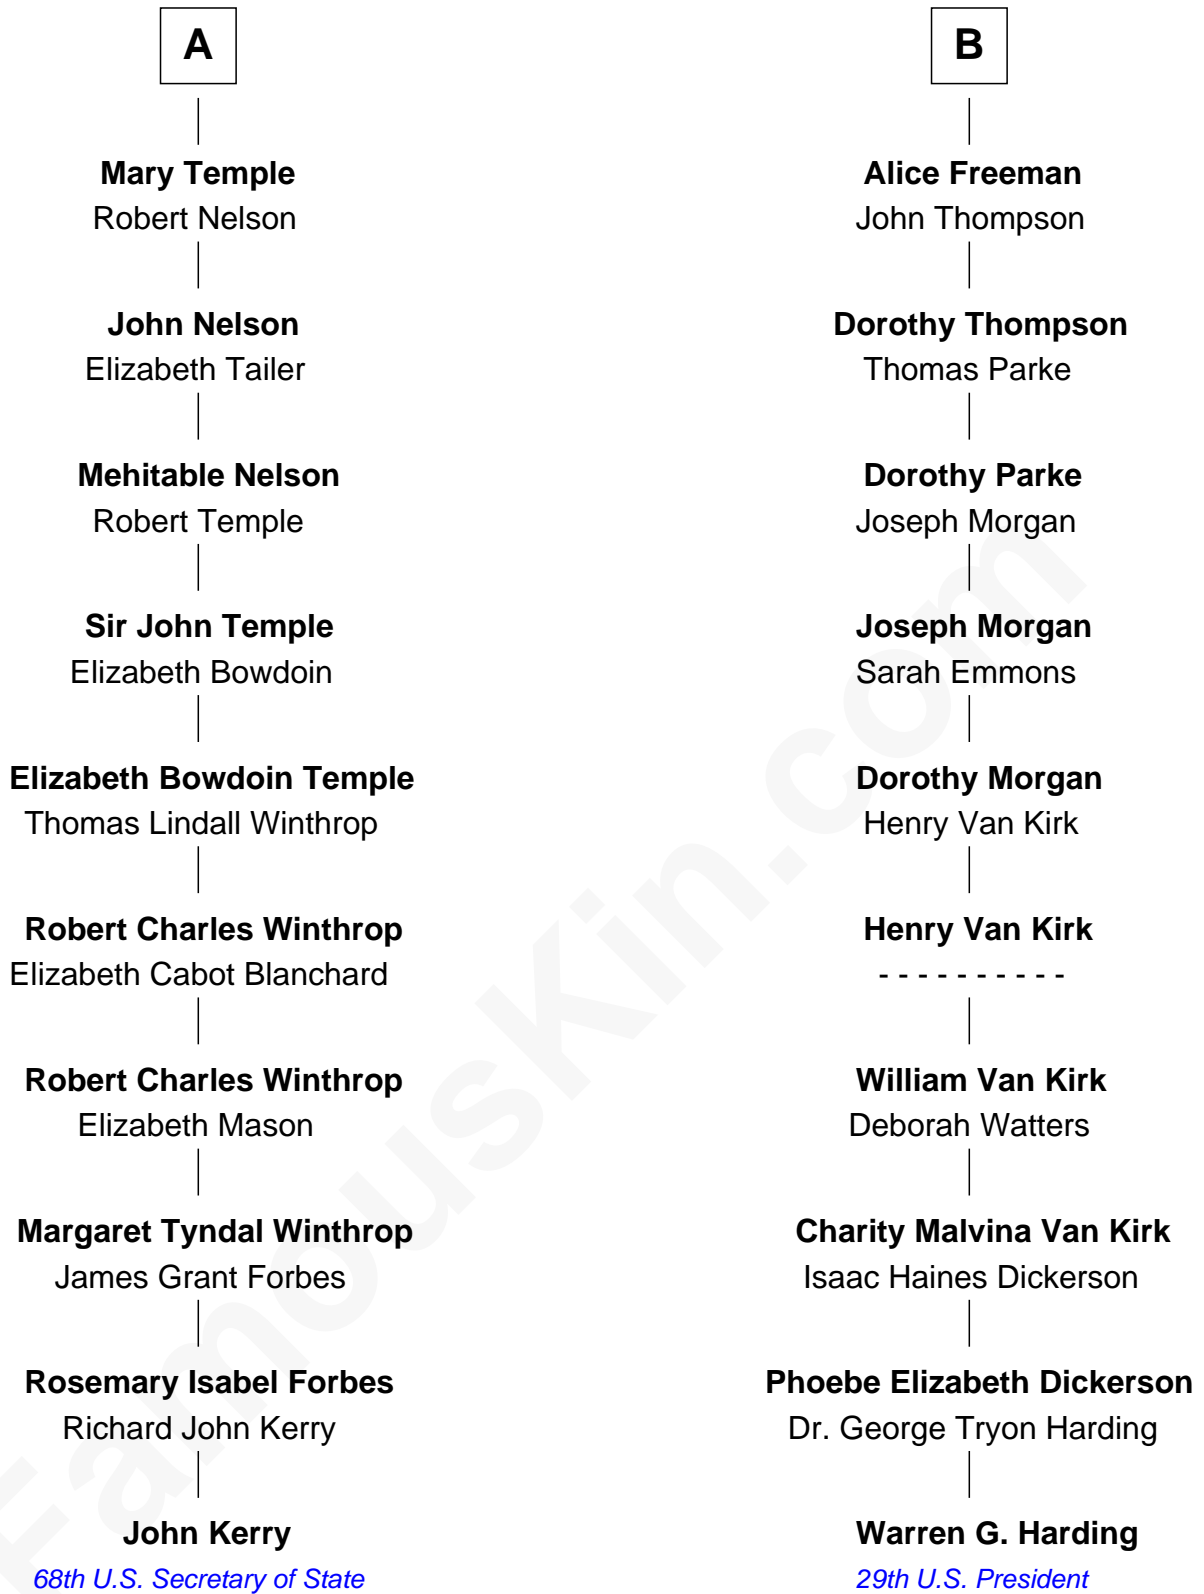 A
Mary Temple
Robert Nelson
John Nelson
Elizabeth Tailer
Mehitable Nelson
Robert Temple
Sir John Temple
Elizabeth Bowdoin
Elizabeth Bowdoin Temple
Thomas Lindall Winthrop
Robert Charles Winthrop
Elizabeth Cabot Blanchard
Robert Charles Winthrop
Elizabeth Mason
Margaret Tyndal Winthrop
James Grant Forbes
Rosemary Isabel Forbes
Richard John Kerry
John Kerry
68th U.S. Secretary of State
B
Alice Freeman
John Thompson
Dorothy Thompson
Thomas Parke
Dorothy Parke
Joseph Morgan
Joseph Morgan
Sarah Emmons
Dorothy Morgan
Henry Van Kirk
Henry Van Kirk
- - - - - - - - - -
William Van Kirk
Deborah Watters
Charity Malvina Van Kirk
Isaac Haines Dickerson
Phoebe Elizabeth Dickerson
Dr. George Tryon Harding
Warren G. Harding
29th U.S. President
FamousKin.com